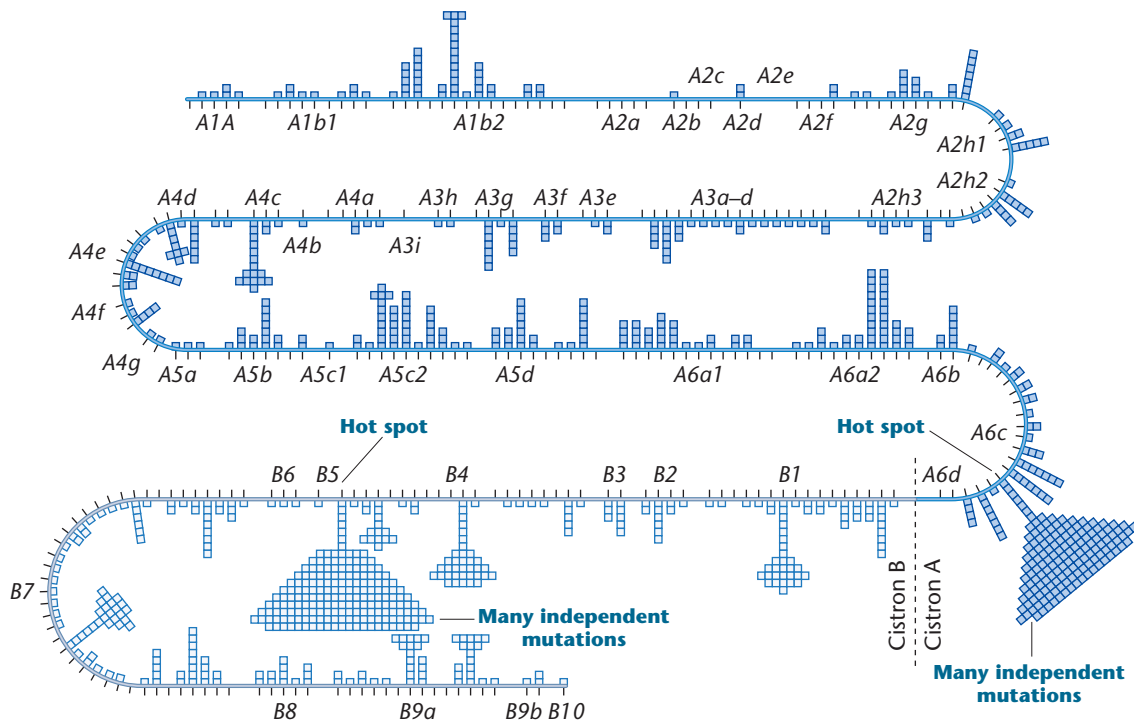 A2c A2e
A1A A1b1 A1b2 A2a A2b A2d A2f A2g
A2h1
A2h2
A4d A4c A4a A3h A3g A3f A3e A3a–d A2h3
A4b A3i
A4e
A4f
A4g
A5a A5b A5c1 A5c2 A5d A6a1 A6a2 A6b
Hot spot
Hot spot
A6c
B6 B5 B4 B3 B2 B1 A6d
Cistron B
Cistron A
B7
Many independent
mutations
Many independent
mutations
B8 B9a B9b B10